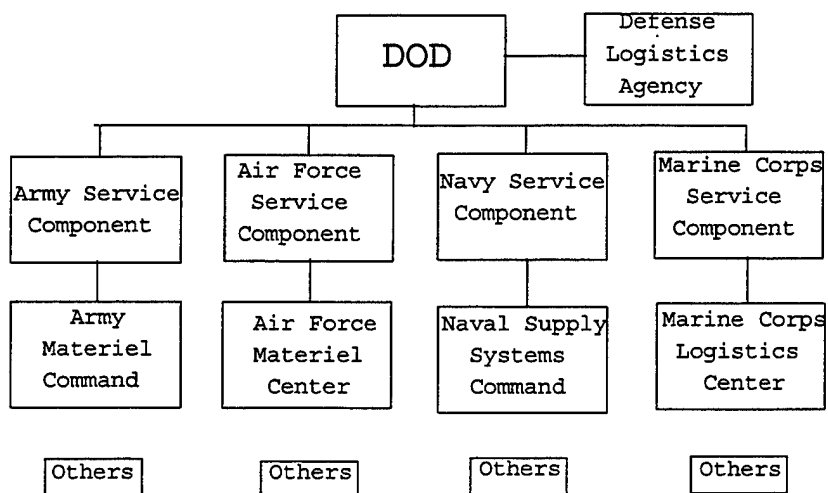 DOD
Defense
Logistics
Agency
Army Service
Component
Air Force
Service
Component
Navy Service
Component
Marine Corps
Service
Component
Army
Materiel
Command
Air Force
Materiel
Center
Naval Supply
Systems
Command
Marine Corps
Logistics
Center
Others
Others
Others
Others